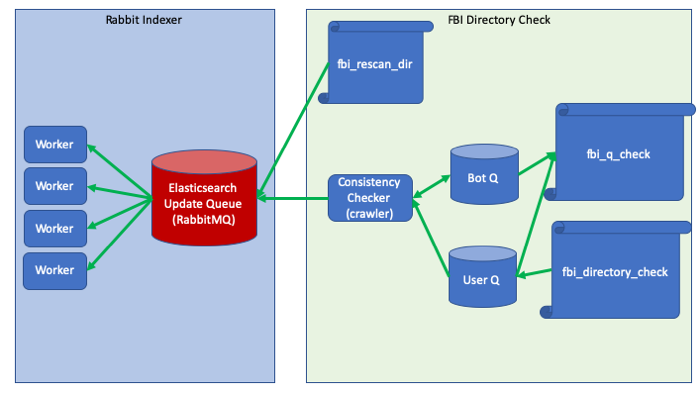 Rabbit Indexer
FBI Directory Check
fbi_rescan_dir
Worker
Worker
Worker
Worker
Elasticsearch
Update Queue
(RabbitMQ)
Consistency
Checker
(crawler)
Bot Q
User Q
fbi_q_check
fbi_directory_check